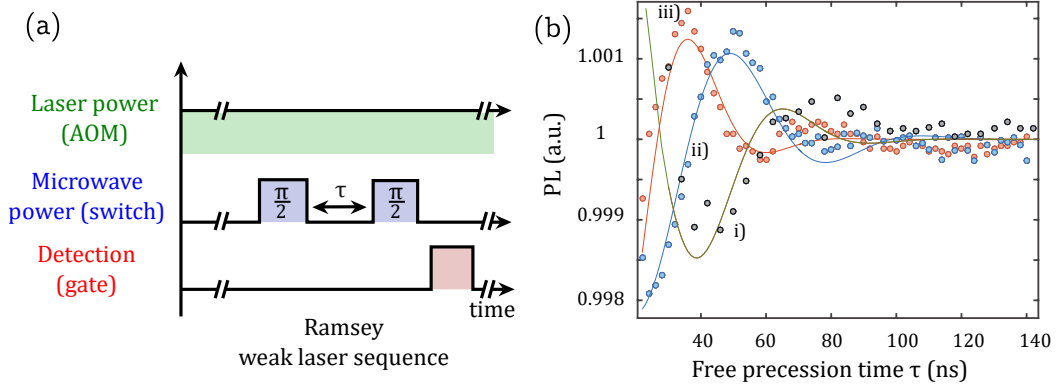 (a)
Laser power
(AOM)
Microwave
power (switch)
π/2
τ
π/2
Detection
(gate)
time
Ramsey
weak laser sequence
(b)
iii)
ii)
i)
PL (a.u.)
1.001
1
0.999
0.998
40 60 80 100 120 140
Free precession time τ (ns)